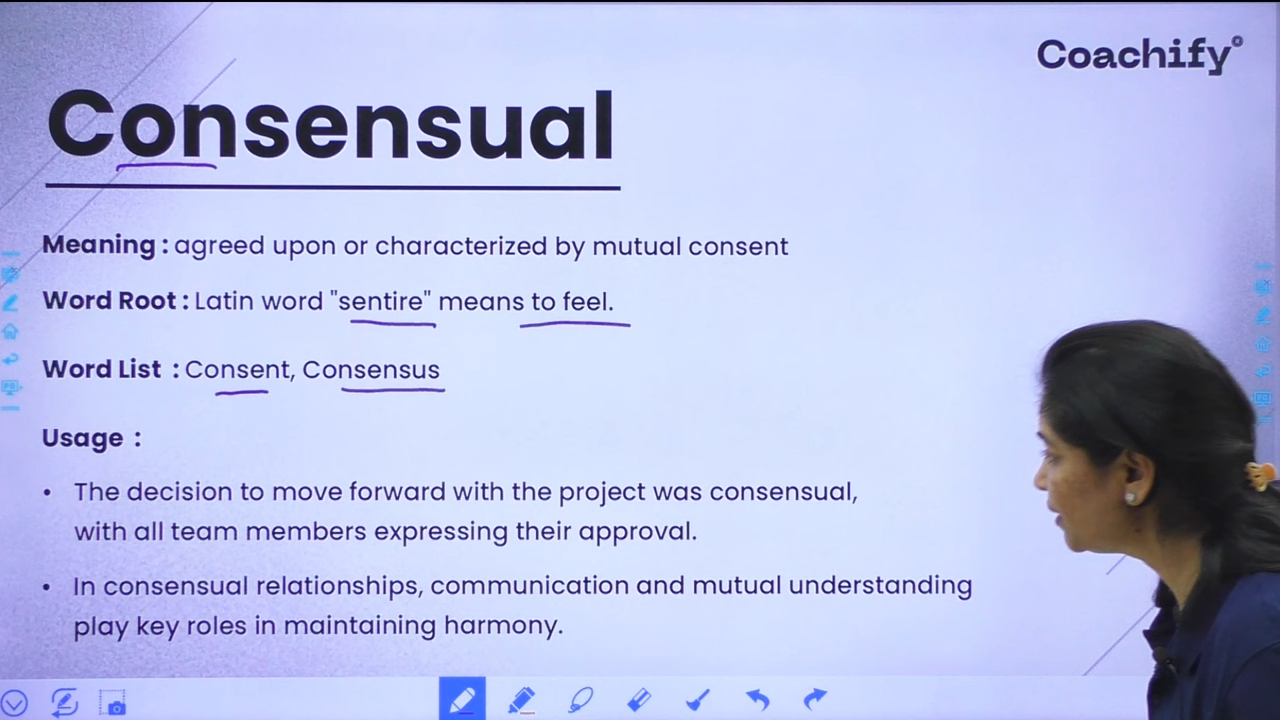 Coachify
Consensual
Meaning : agreed upon or characterized by mutual consent
Word Root : Latin word "sentire" means to feel.
Word List : Consent, Consensus
Usage :
• The decision to move forward with the project was consensual,
with all team members expressing their approval.
• In consensual relationships, communication and mutual understanding
play key roles in maintaining harmony.